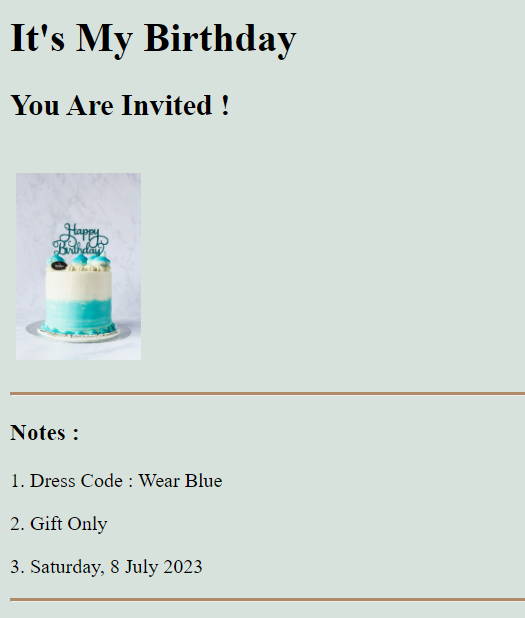 It's My Birthday
You Are Invited !
Happy
Birthday
Notes :
1. Dress Code : Wear Blue
2. Gift Only
3. Saturday, 8 July 2023